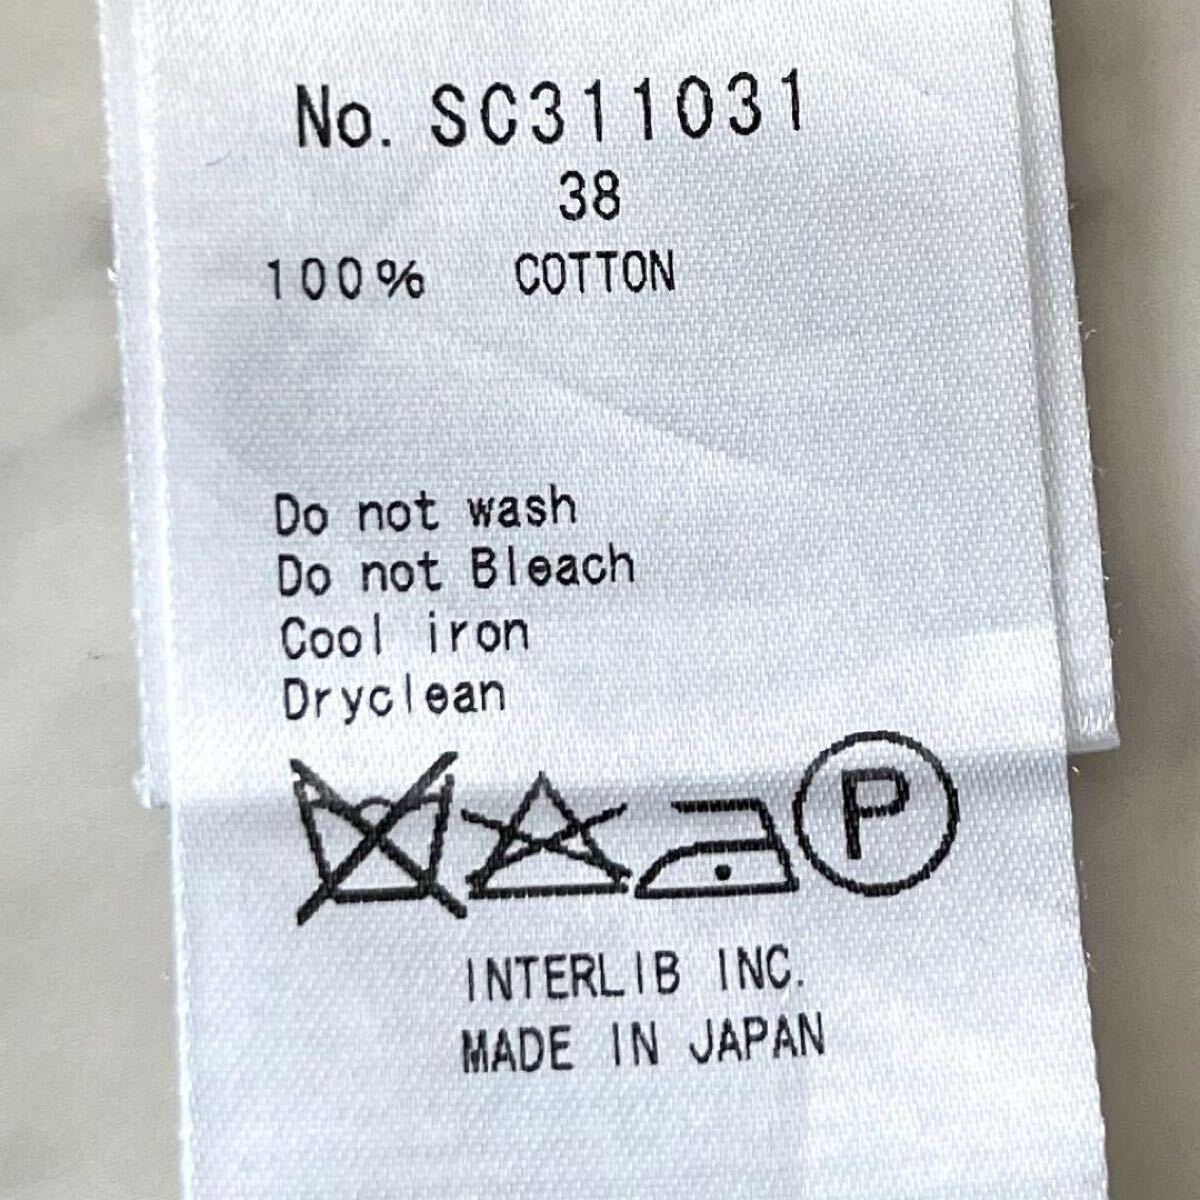 No. SC311031
38
100% COTTON
Do not wash
Do not Bleach
Cool iron
Dryclean
P
INTERLIB INC.
MADE IN JAPAN